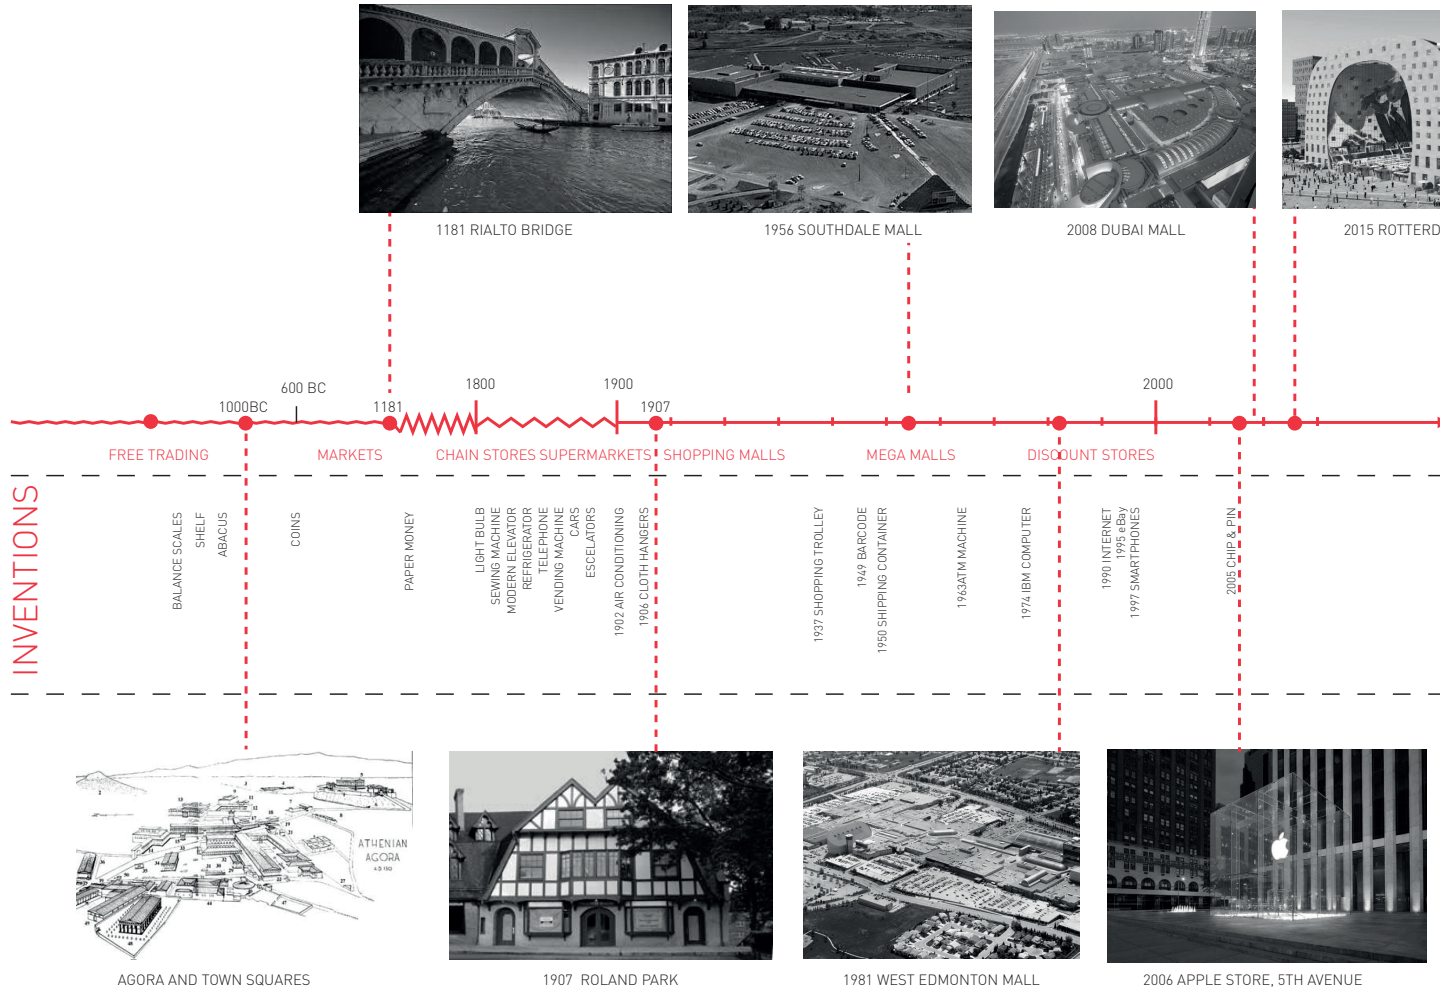 1181 RIALTO BRIDGE
1956 SOUTHDALE MALL
2008 DUBAI MALL
2015 ROTTERD
600 BC
1800
1900
2000
1000BC
1181
1907
FREE TRADING
MARKETS
CHAIN STORES
SUPERMARKETS
SHOPPING MALLS
MEGA MALLS
DISCOUNT STORES
INVENTIONS
BALANCE SCALES
SHELF
ABACUS
COINS
PAPER MONEY
LIGHT BULB
SEWING MACHINE
MODERN ELEVATOR
REFRIGERATOR
TELEPHONE
VENDING MACHINE
CARS
ESCELATORS
1902 AIR CONDITIONING
1906 CLOTH HANGERS
1937 SHOPPING TROLLEY
1949 BARCODE
1950 SHIPPING CONTAINER
1963ATM MACHINE
1974 IBM COMPUTER
1990 INTERNET
1995 eBay
1997 SMARTPHONES
2005 CHIP & PIN
ATHENIAN
AGORA
AGORA AND TOWN SQUARES
1907 ROLAND PARK
1981 WEST EDMONTON MALL
2006 APPLE STORE, 5TH AVENUE